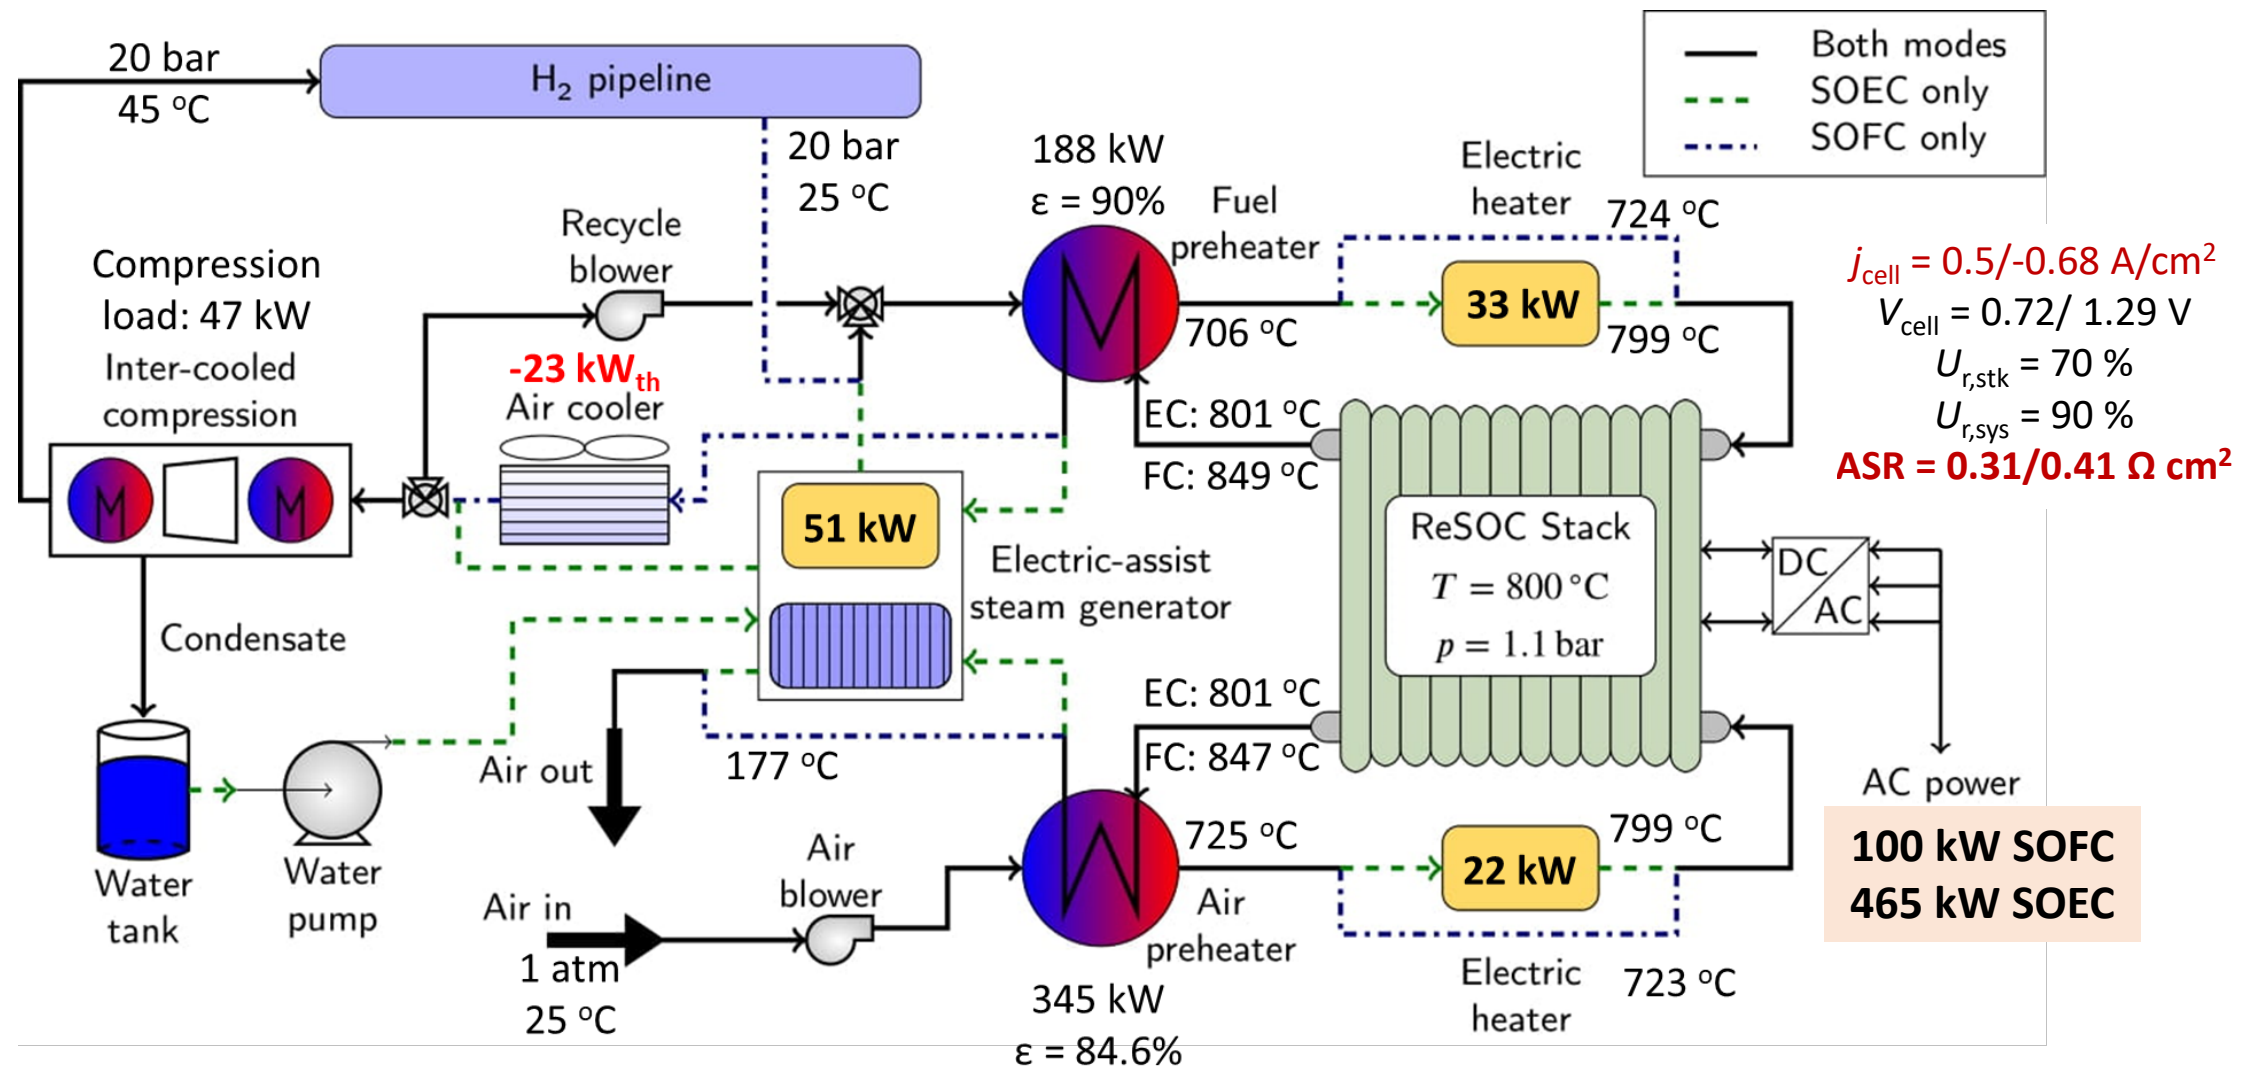 20 bar
45 °C
H₂ pipeline
20 bar
25 °C
188 kW
ε = 90%
Fuel
preheater
Electric
heater
724 °C
Both modes
SOEC only
SOFC only
Recycle
blower
Compression
load: 47 kW
Inter-cooled
compression
-23 kWth
Air cooler
706 °C
33 kW
799 °C
jcell = 0.5/-0.68 A/cm²
Vcell = 0.72/ 1.29 V
Ur,stk = 70 %
Ur,sys = 90 %
ASR = 0.31/0.41 Ω cm²
EC: 801 °C
FC: 849 °C
51 kW
Electric-assist
steam generator
ReSOC Stack
T = 800 °C
p = 1.1 bar
DC
AC
Condensate
EC: 801 °C
FC: 847 °C
177 °C
Air out
AC power
100 kW SOFC
465 kW SOEC
Water
tank
Water
pump
Air
blower
Air in
1 atm
25 °C
725 °C
Air
preheater
22 kW
799 °C
Electric
heater
723 °C
345 kW
ε = 84.6%